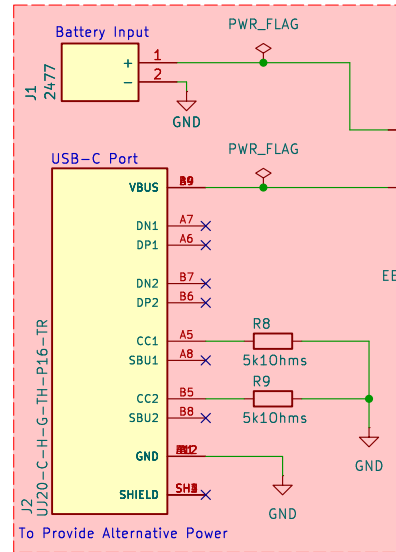 Battery Input
PWR_FLAG
J1
2477
+
1
-
2
GND
USB-C Port
PWR_FLAG
VBUS
DN1
A7
DP1
A6
DN2
B7
DP2
B6
EE
CC1
A5
R8
SBU1
A8
5k1Ohms
CC2
B5
R9
SBU2
B8
5k1Ohms
GND
GND
SHIELD
GND
J2
UJ20-C-H-G-TH-P16-TR
To Provide Alternative Power